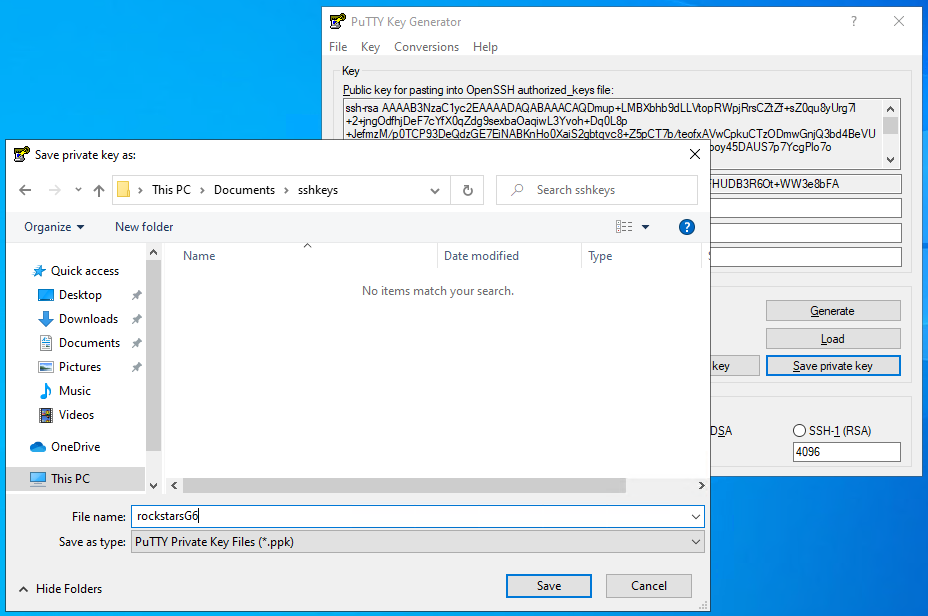 PuTTY Key Generator
?
File Key Conversions Help
Key
Public key for pasting into OpenSSH authorized_keys file:
ssh-rsa AAAAB3NzaC1yc2EAAAADAQABAAACAQDmup+LMBXbhb9dLLVtopRWpjRrsCZtZf+sZ0qu8yUrg7l
+2+jngOdfhjDeF7cYfX0qZdg9sexbaOaqiwL3Yvoh+Dq0L8p
+JefmzM/p0TCP93DeQdzGE7EiNABKnHo0XaiS2gbtqvc8+Z5pCT7b/teofxAVwCpkuCTzODmwGnjQ3bd4BeVU
boy45DAUS7p7YcgPlo7o
HUDB3R6Ot+WW3e8bFA
Generate
Load
key
Save private key
DSA
SSH-1 (RSA)
4096
Save private key as:
This PC > Documents > sshkeys
Search sshkeys
Organize
New folder
?
Name
Date modified
Type
No items match your search.
Quick access
Desktop
Downloads
Documents
Pictures
Music
Videos
OneDrive
This PC
File name: rockstarsG6
Save as type: PuTTY Private Key Files (*.ppk)
Hide Folders
Save
Cancel